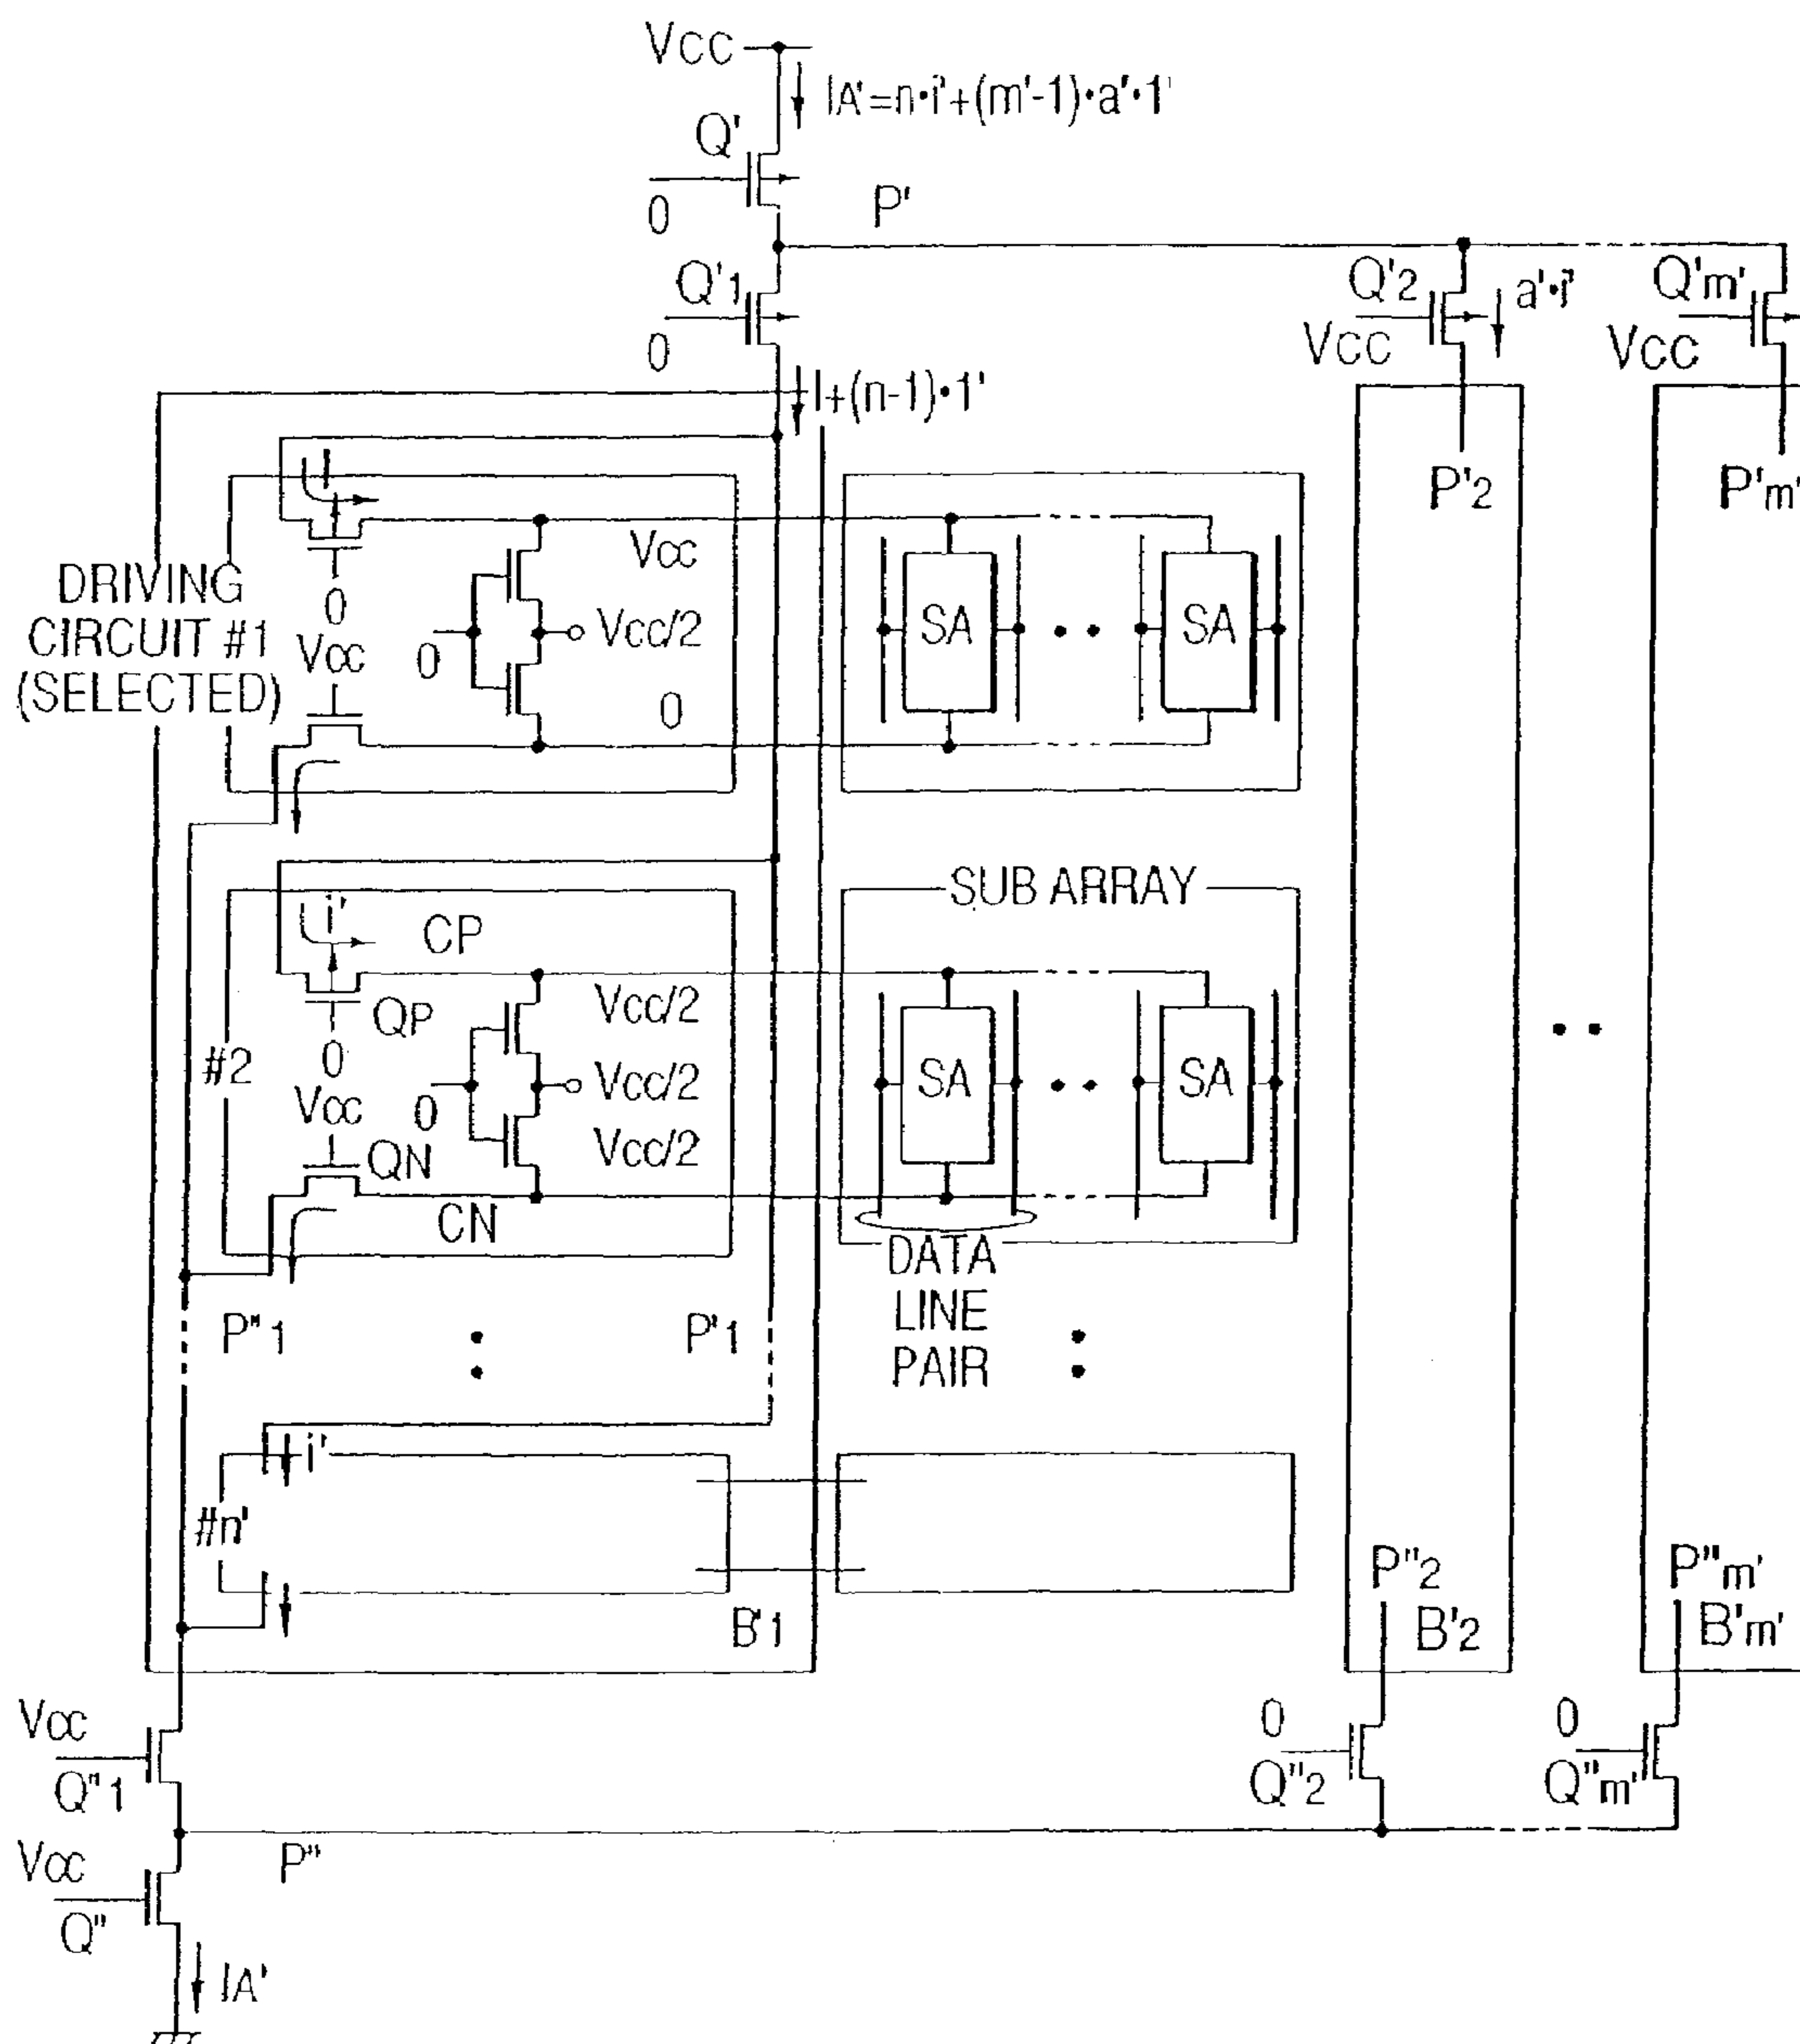 VCC
IA'=n•i'+(m'-1)•a'•1'
Q'
0
P'
Q'1
0
Q'2
VCC
a'•i'
Q'm'
VCC
I+(n-1)•1'
P'2
P'm'
I
DRIVING
CIRCUIT #1
(SELECTED)
0
VCC
0
VCC
VCC/2
0
SA
••
SA
i'
CP
SUB ARRAY
#2
QP
0
VCC
QN
CN
0
VCC/2
VCC/2
VCC/2
SA
••
SA
••
DATA
LINE
PAIR
P"1
P'1
i'
#n'
B'1
P"2
B'2
P"m'
B'm'
VCC
Q"1
0
Q"2
0
Q"m'
VCC
Q"
P"
IA'